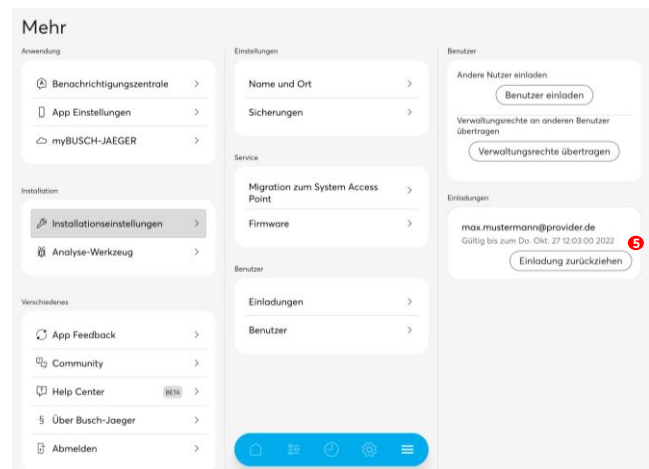 Mehr
Anwendung
Benachrichtigungszentrale
App Einstellungen
myBUSCH-JAEGER
Installation
Installationseinstellungen
Analyse-Werkzeug
Verschiedenes
App Feedback
Community
Help Center BETA
§ Über Busch-Jaeger
Abmelden
Einstellungen
Name und Ort
Sicherungen
Service
Migration zum System Access
Point
Firmware
Benutzer
Einladungen
Benutzer
Benutzer
Andere Nutzer einladen
Benutzer einladen
Verwaltungsrechte an anderen Benutzer
übertragen
Verwaltungsrechte übertragen
Einladungen
max.mustermann@provider.de
Gültig bis zum Do. Okt. 27 12:03:00 2022
5
Einladung zurückziehen